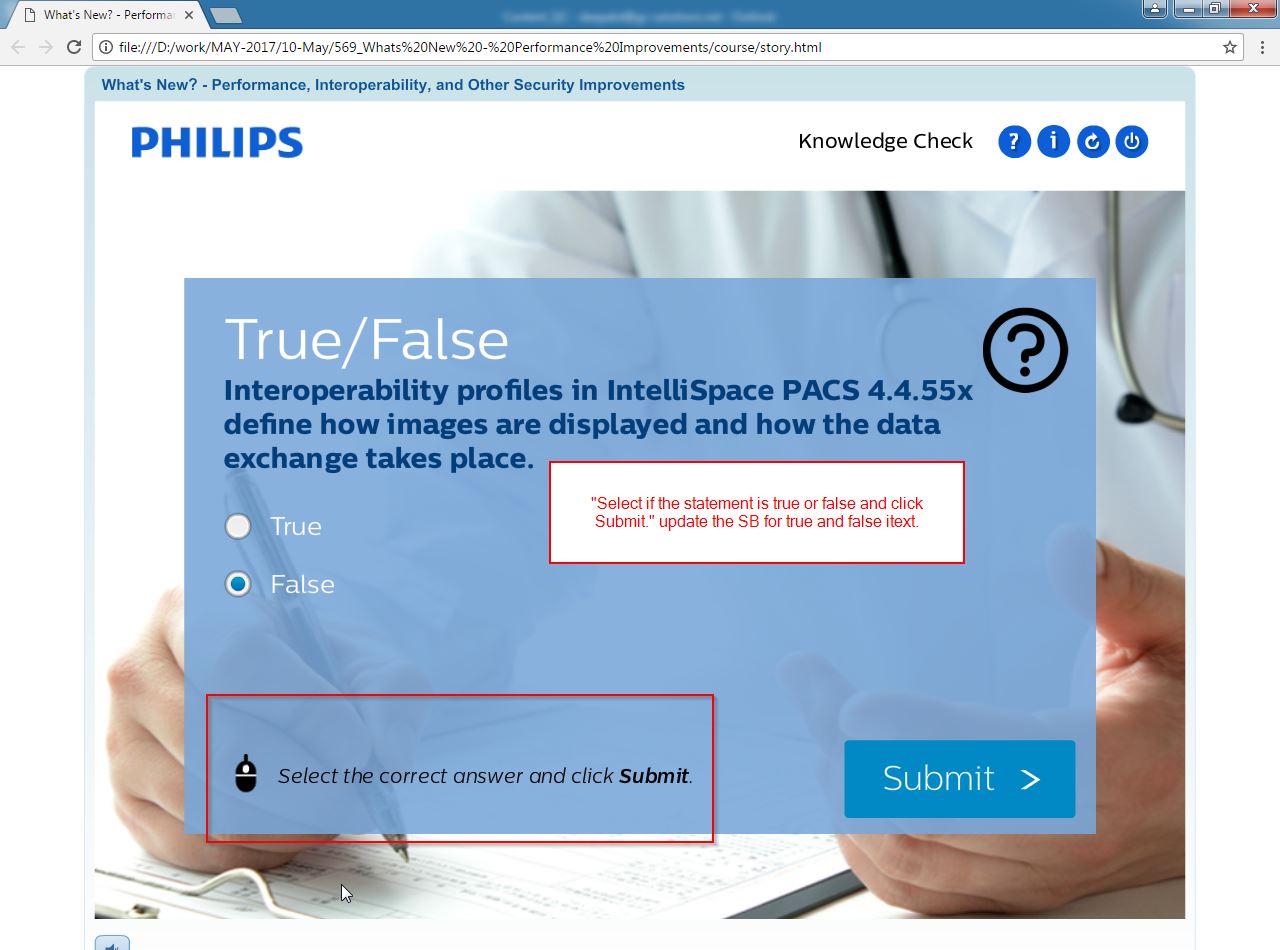 What's New? - Performa
file:///D:/work/MAY-2017/10-May/569_Whats%20New%20-%20Performance%20Improvements/course/story.html
What's New? - Performance, Interoperability, and Other Security Improvements
PHILIPS
Knowledge Check
True/False
Interoperability profiles in IntelliSpace PACS 4.4.55x
define how images are displayed and how the data
exchange takes place.
"Select if the statement is true or false and click
Submit." update the SB for true and false itext.
True
False
Select the correct answer and click Submit.
Submit >